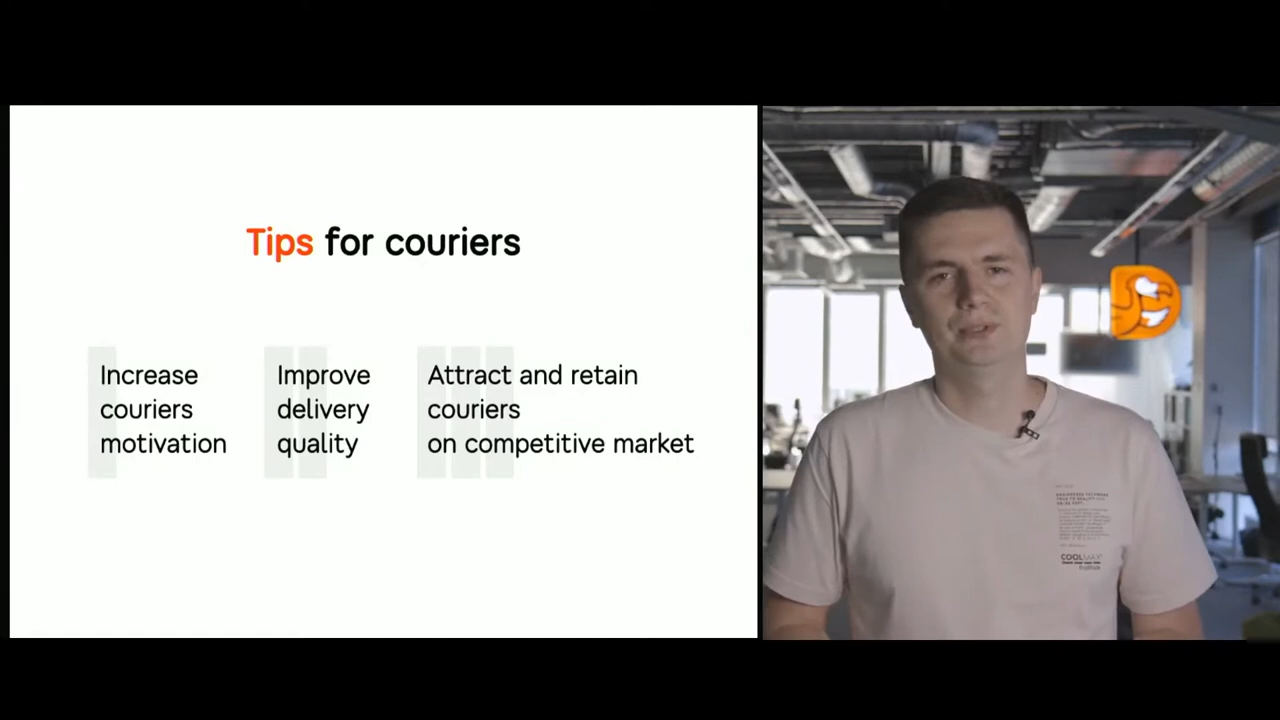 Tips for couriers
Increase
couriers
motivation
Improve
delivery
quality
Attract and retain
couriers
on competitive market
COOLMAX